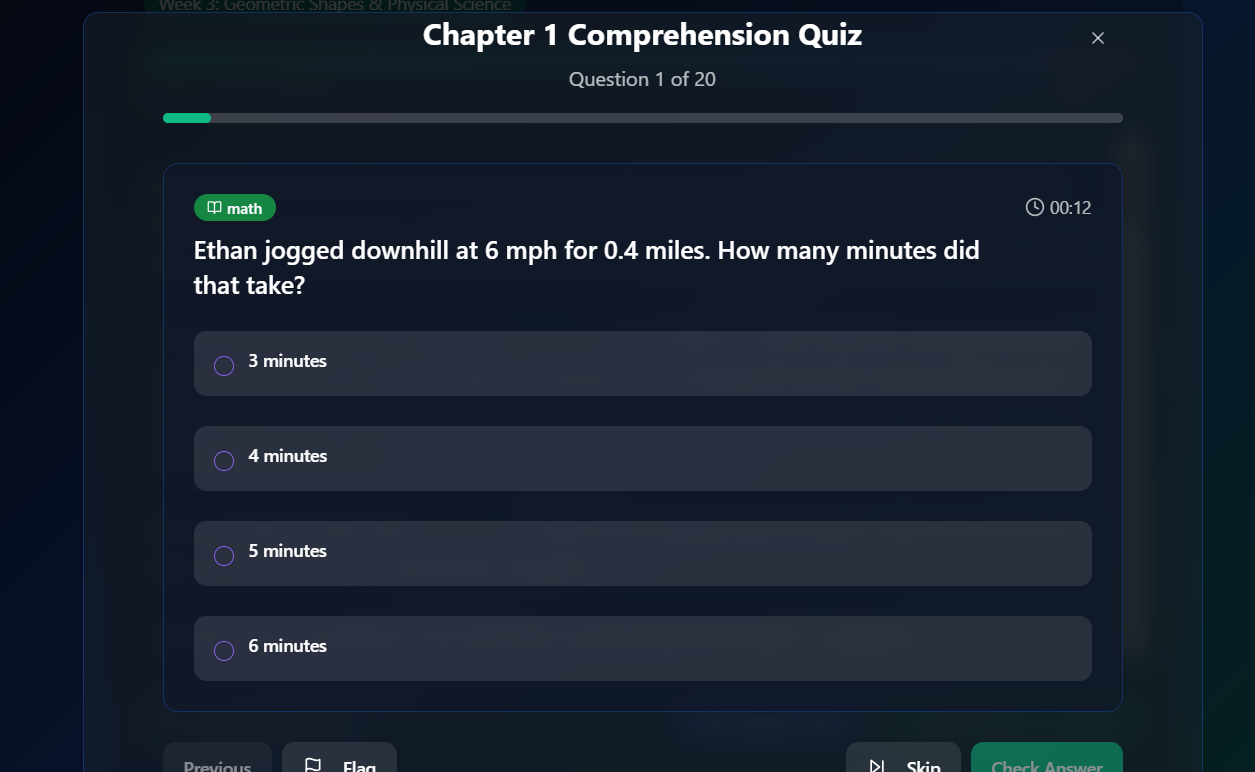 Week 3: Geometric Shapes & Physical Science
Chapter 1 Comprehension Quiz
Question 1 of 20
math
00:12
Ethan jogged downhill at 6 mph for 0.4 miles. How many minutes did
that take?
3 minutes
4 minutes
5 minutes
6 minutes
Previous
Flag
Skip
Check Answer